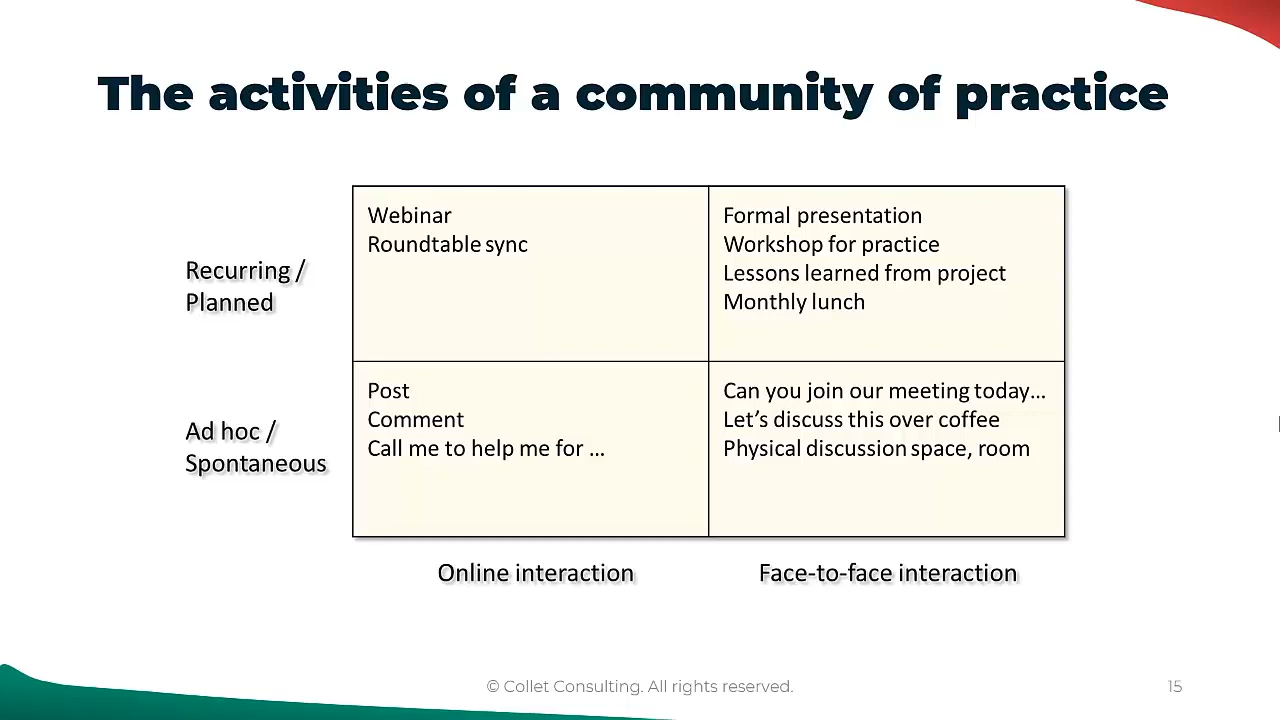 The activities of a community of practice
Recurring /
Planned
Webinar
Roundtable sync
Formal presentation
Workshop for practice
Lessons learned from project
Monthly lunch
Ad hoc /
Spontaneous
Post
Comment
Call me to help me for …
Can you join our meeting today…
Let’s discuss this over coffee
Physical discussion space, room
Online interaction
Face-to-face interaction
© Collet Consulting. All rights reserved.
15